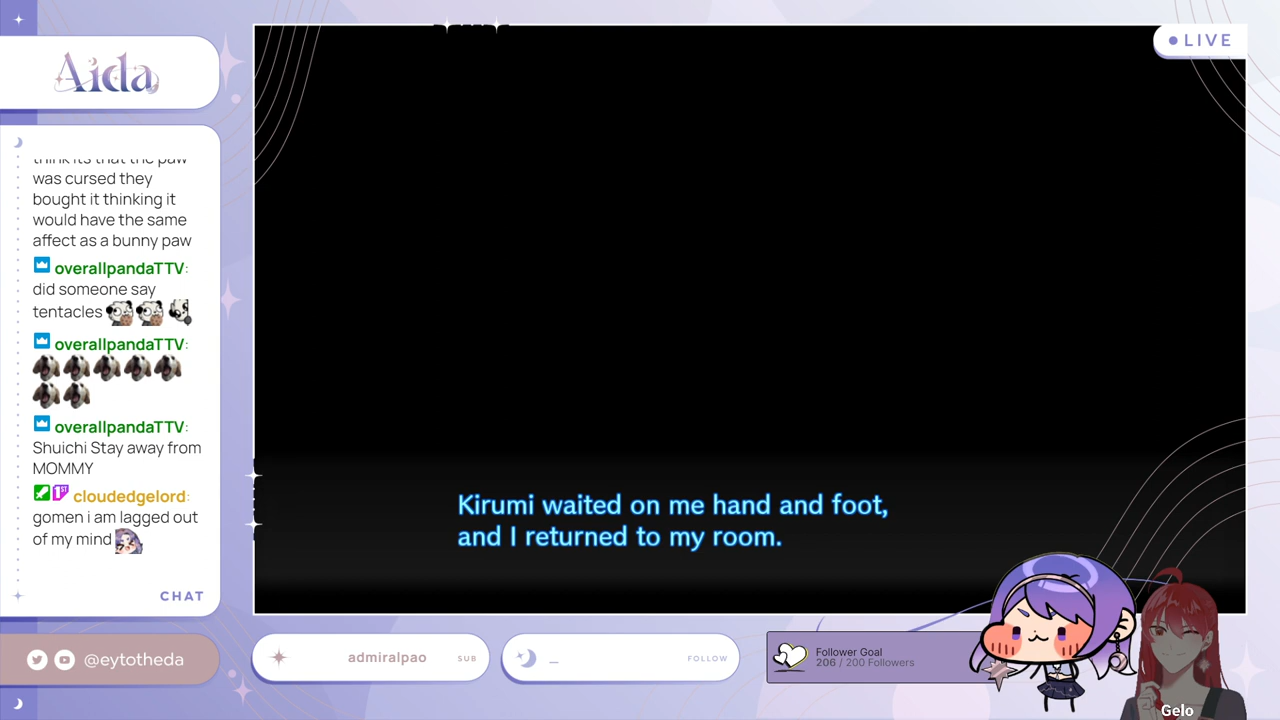 Aida
LIVE
think its that the paw
was cursed they
bought it thinking it
would have the same
affect as a bunny paw
overallpandaTTV:
did someone say
tentacles
overallpandaTTV:
overallpandaTTV:
Shuichi Stay away from
MOMMY
cloudedgelord:
gomen i am lagged out
of my mind
CHAT
Kirumi waited on me hand and foot,
and I returned to my room.
@eytotheda
admiralpao SUB
_ FOLLOW
Follower Goal
206 / 200 Followers
Gelo